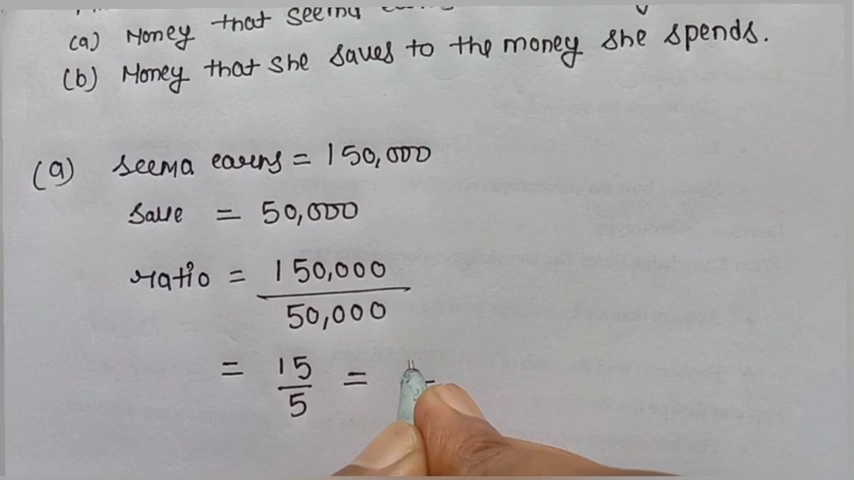 (a) Money that seema
(b) Money that she saves to the money she spends.
(a) seema earns = 150,000
save = 50,000
ratio = 150,000
50,000
= 15 =
5